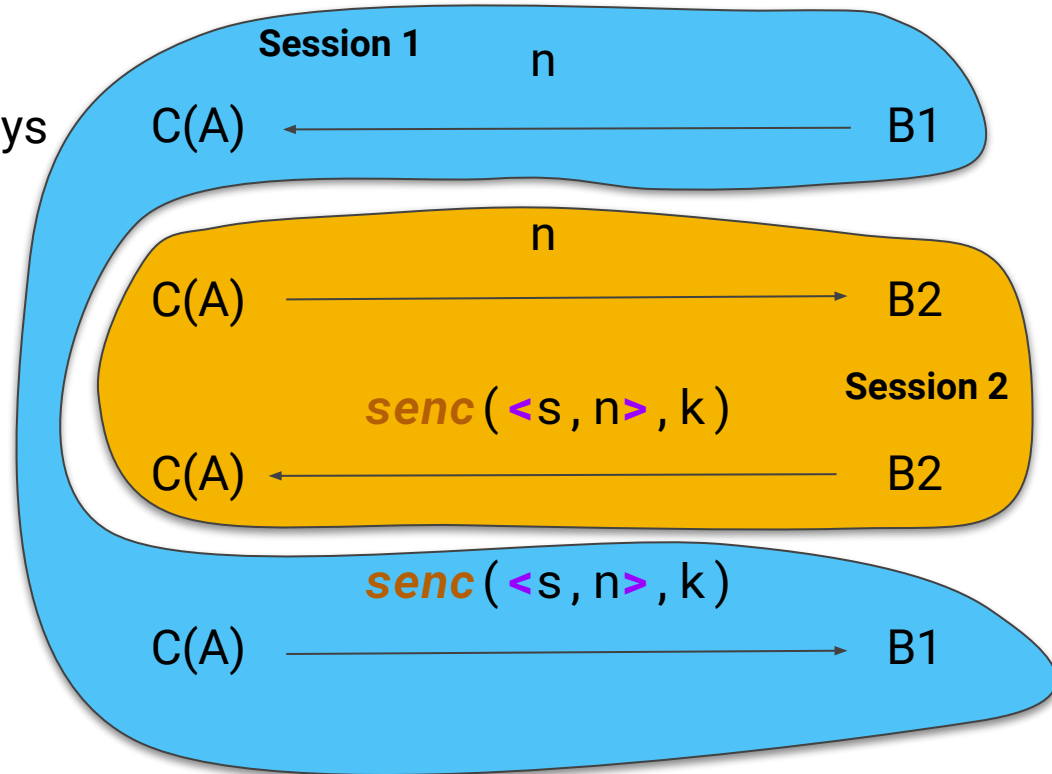 Session 1
n
ys C(A) B1
n
C(A) B2
Session 2
senc(<s,n>,k)
C(A) B2
senc(<s,n>,k)
C(A) B1